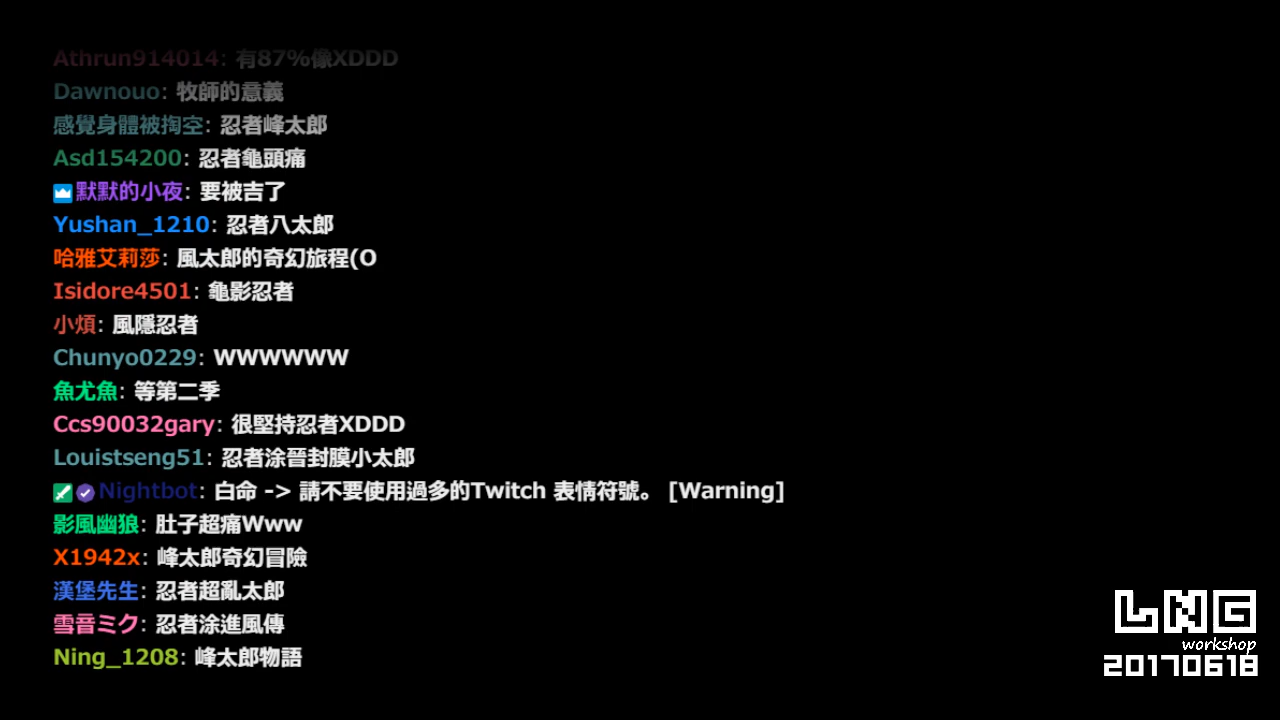 Athrun914014: 有87%像XDDD
Dawnouo: 牧師的意義
感覺身體被掏空: 忍者峰太郎
Asd154200: 忍者龜頭痛
默默的小夜: 要被吉了
Yushan_1210: 忍者八太郎
哈雅艾莉莎: 風太郎的奇幻旅程(O
Isidore4501: 龜影忍者
小煩: 風隱忍者
Chunyo0229: WWWWWW
魚尤魚: 等第二季
Ccs90032gary: 很堅持忍者XDDD
Louistseng51: 忍者涂晉封膜小太郎
Nightbot: 白命 -> 請不要使用過多的Twitch 表情符號。 [Warning]
影風幽狼: 肚子超痛Www
X1942x: 峰太郎奇幻冒險
漢堡先生: 忍者超亂太郎
雪音ミク: 忍者涂進風傳
Ning_1208: 峰太郎物語
LNG
workshop
20170618